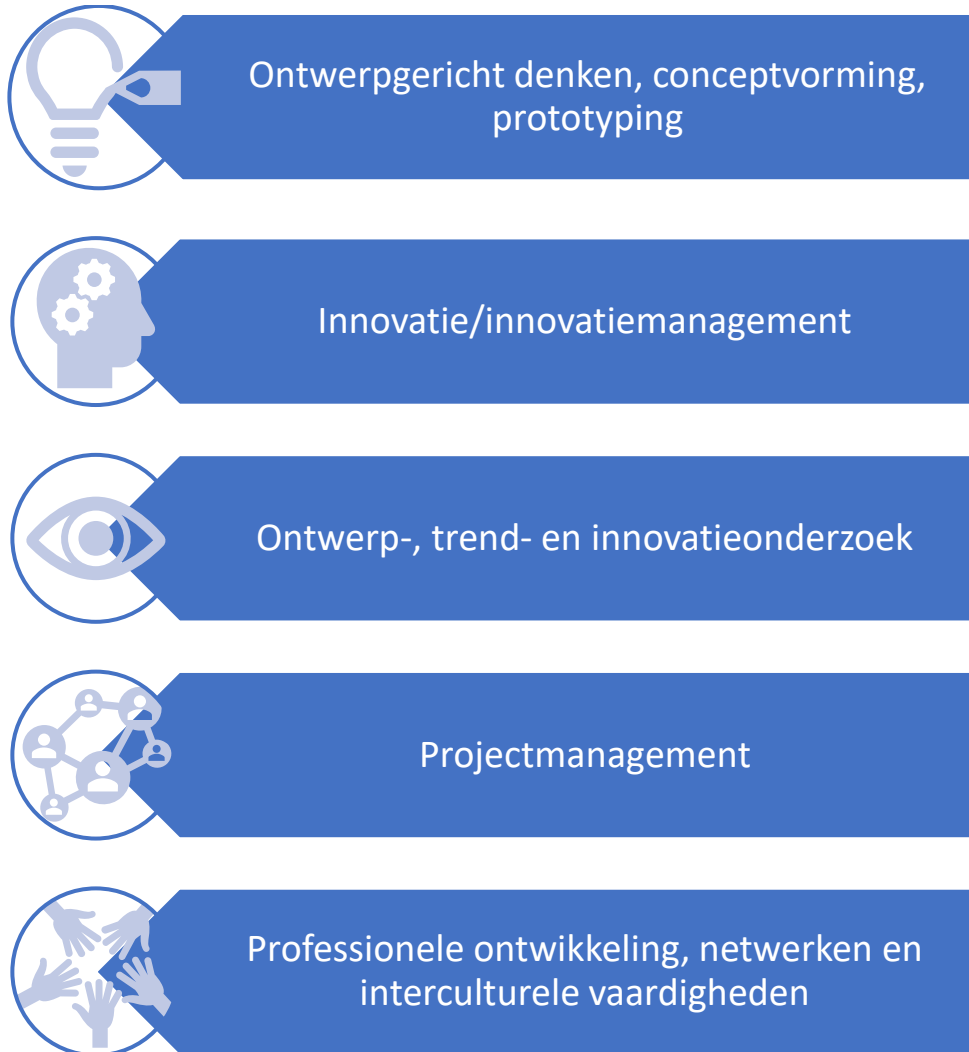 Ontwerpgericht denken, conceptvorming,
prototyping
Innovatie/innovatiemanagement
Ontwerp-, trend- en innovatieonderzoek
Projectmanagement
Professionele ontwikkeling, netwerken en
interculturele vaardigheden